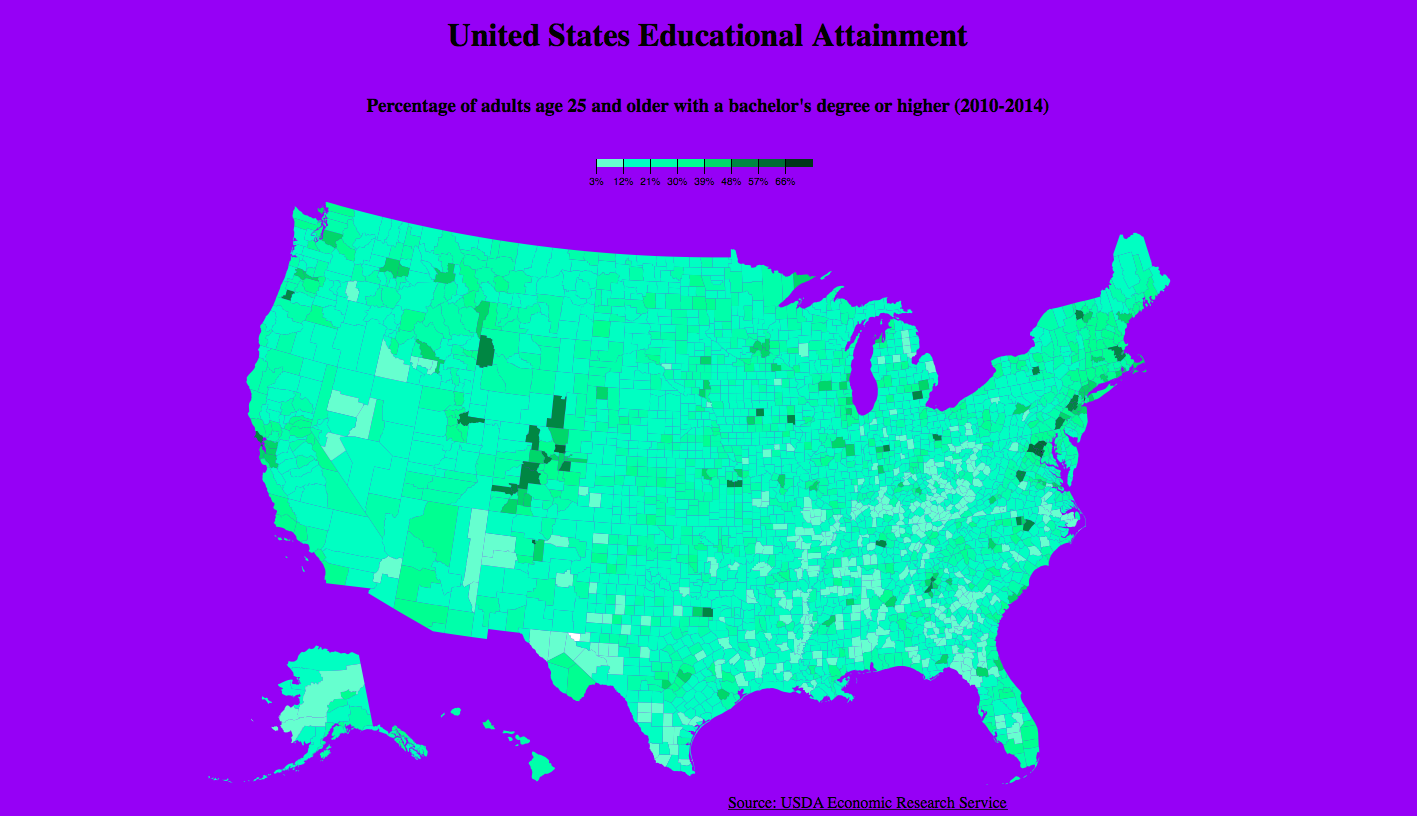 United States Educational Attainment
Percentage of adults age 25 and older with a bachelor's degree or higher (2010-2014)
3% 12% 21% 30% 39% 48% 57% 66%
Source: USDA Economic Research Service